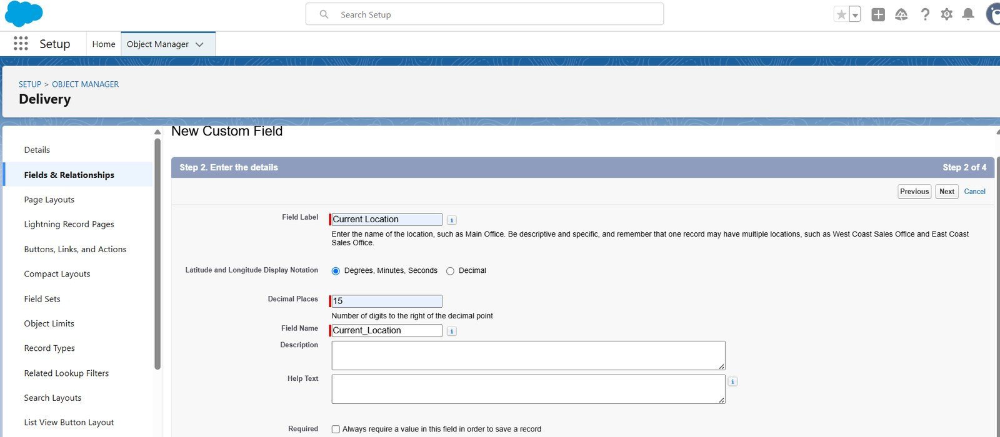 Search Setup
Setup
Home
Object Manager
SETUP > OBJECT MANAGER
Delivery
Details
Fields & Relationships
Page Layouts
Lightning Record Pages
Buttons, Links, and Actions
Compact Layouts
Field Sets
Object Limits
Record Types
Related Lookup Filters
Search Layouts
List View Button Layout
New Custom Field
Step 2. Enter the details
Step 2 of 4
Previous
Next
Cancel
Field Label
Current Location
i
Enter the name of the location, such as Main Office. Be descriptive and specific, and remember that one record may have multiple locations, such as West Coast Sales Office and East Coast
Sales Office.
Latitude and Longitude Display Notation
Degrees, Minutes, Seconds
Decimal
Decimal Places
15
Number of digits to the right of the decimal point
Field Name
Current_Location
i
Description
Help Text
i
Required
Always require a value in this field in order to save a record